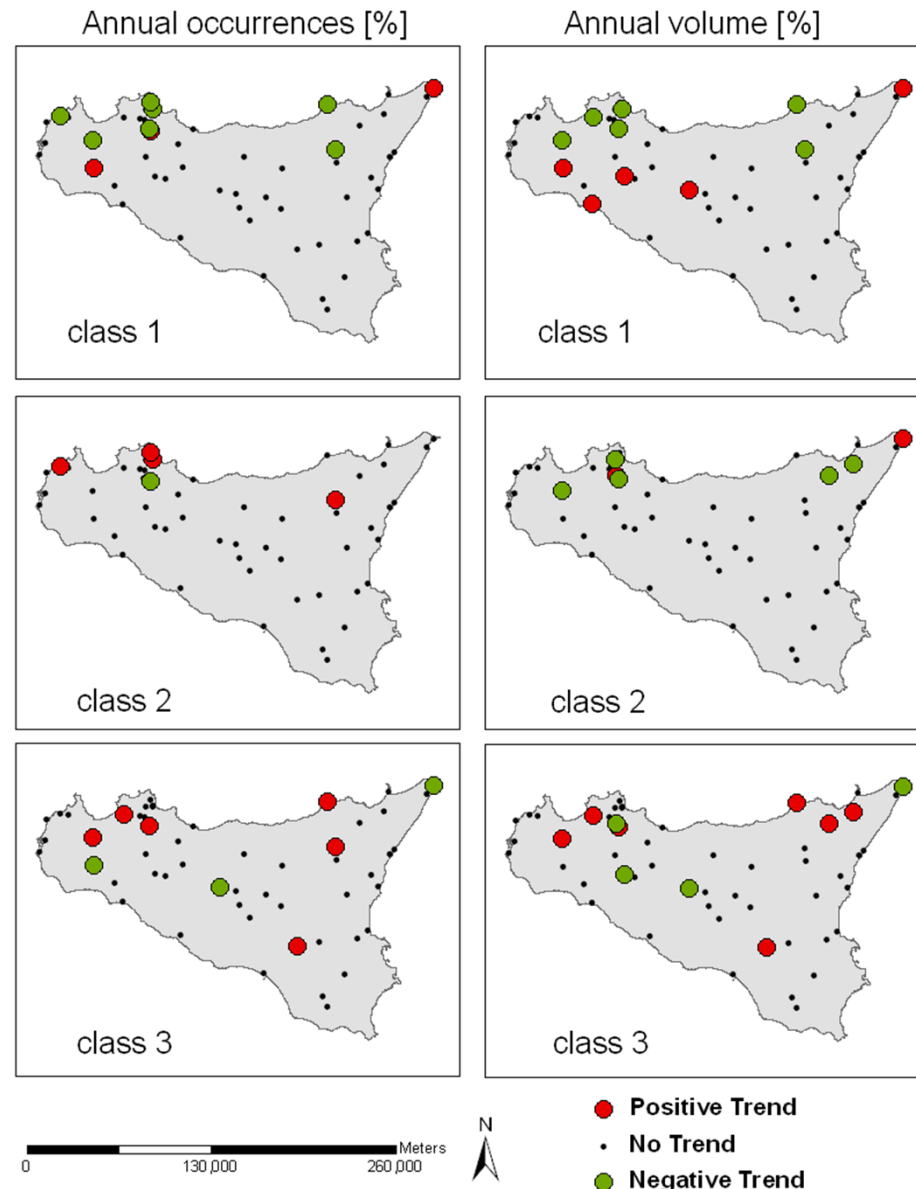 Annual occurrences [%]
Annual volume [%]
class 1
class 1
class 2
class 2
class 3
class 3
Positive Trend
No Trend
Negative Trend
Meters
0
130,000
260,000
N